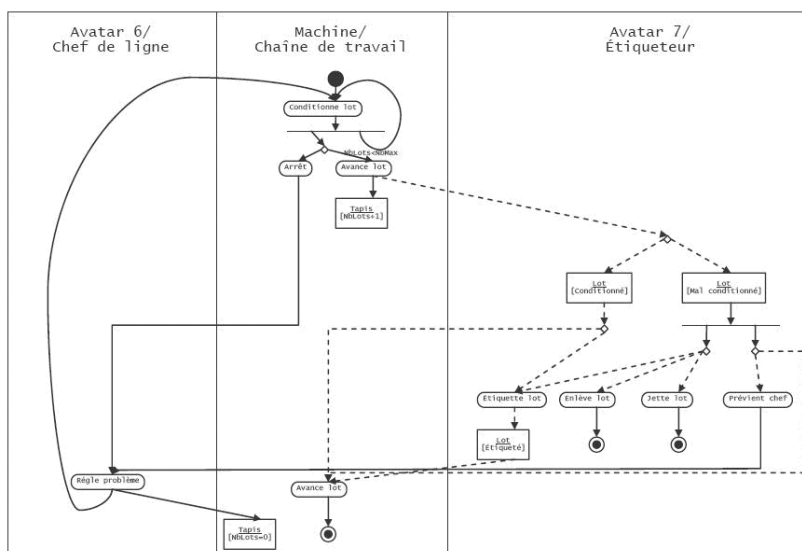 Avatar 6/
Chef de ligne
Machine/
Chaîne de travail
Avatar 7/
Étiqueteur
Conditionne lot
NbLots<NbMax
Arrêt
Avance lot
Tapis
[NbLots+1]
Lot
[Conditionné]
Lot
[Mal conditionné]
Etiquette lot
Enlève lot
Jette lot
Prévient chef
Lot
[Etiqueté]
Règle problème
Avance lot
Tapis
[NbLots=0]